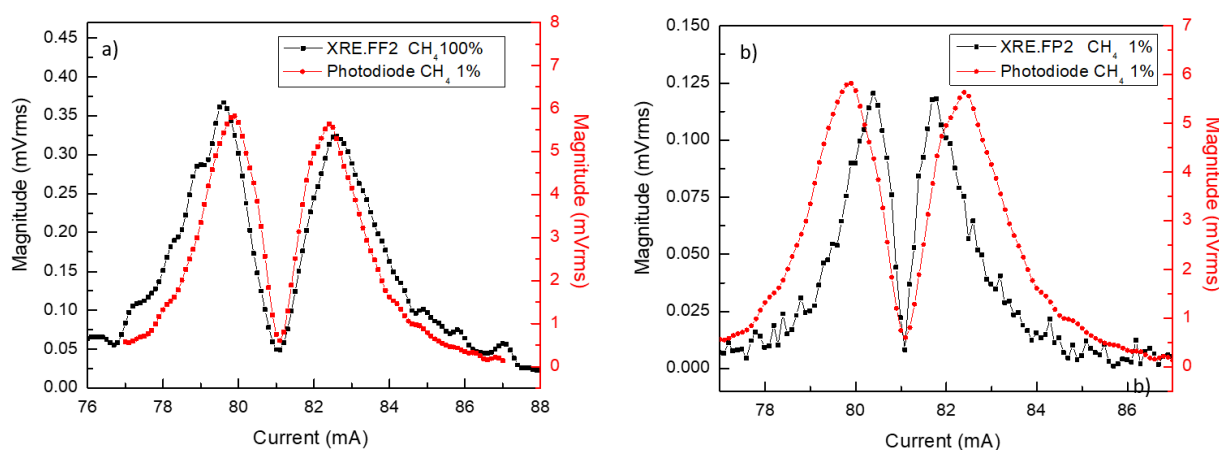 a)
XRE.FF2 CH4 100%
Photodiode CH4 1%
Magnitude (mVrms)
0.45
0.40
0.35
0.30
0.25
0.20
0.15
0.10
0.05
0.00
8
7
6
5
4
3
2
1
0
Magnitude (mVrms)
76 78 80 82 84 86 88
Current (mA)
b)
XRE.FP2 CH4 1%
Photodiode CH4 1%
Magnitude (mVrms)
0.150
0.125
0.100
0.075
0.050
0.025
0.000
7
6
5
4
3
2
1
0
Magnitude (mVrms)
b)
78 80 82 84 86
Current (mA)